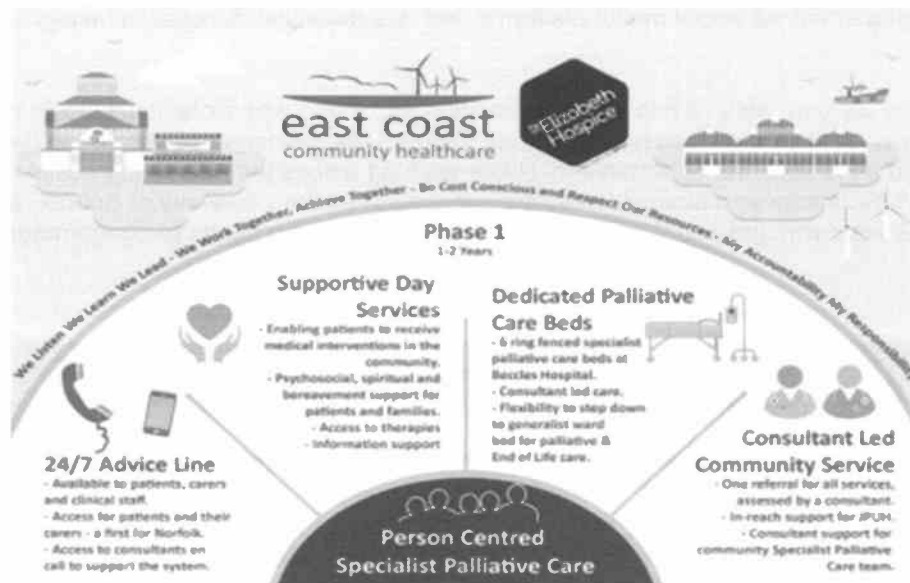 east coast
community healthcare
St Elizabeth
Hospice
We Listen We Learn We Lead - We Work Together, Achieve Together - Be Cost Conscious and Respect Our Resources - My Accountability My Responsibility
Phase 1
1-2 Years
Supportive Day
Services
- Enabling patients to receive
medical interventions in the
community.
- Psychosocial, spiritual and
bereavement support for
patients and families.
- Access to therapies
- Information support
Dedicated Palliative
Care Beds
- 6 ring fenced specialist
palliative care beds at
Beccles Hospital.
- Consultant led care.
- Flexibility to step down
to generalist ward
bed for palliative &
End of Life care.
24/7 Advice Line
- Available to patients, carers
and clinical staff.
- Access for patients and their
carers - a first for Norfolk.
- Access to consultants on
call to support the system.
Consultant Led
Community Service
- One referral for all services,
assessed by a consultant.
- In-reach support for JPUH.
- Consultant support for
community Specialist Palliative
Care team.
Person Centred
Specialist Palliative Care